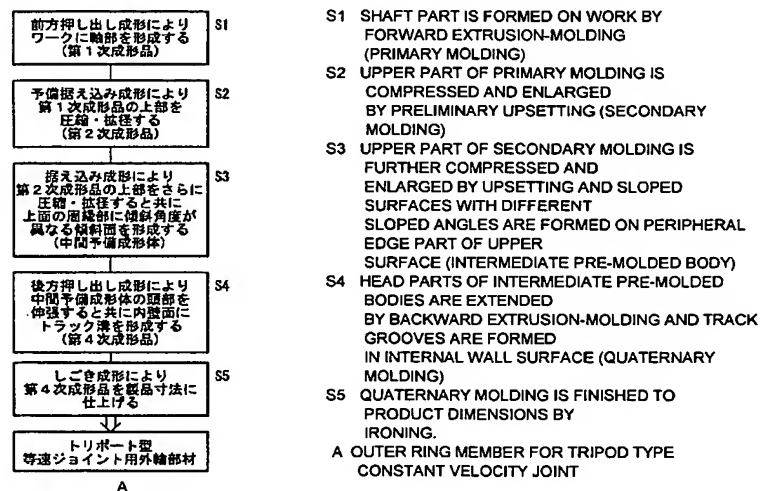 前方押し出し成形により
ワークに軸部を形成する
(第1次成形品)
S1
予備据え込み成形により
第1次成形品の上部を
圧縮・拡径する
(第2次成形品)
S2
据え込み成形により
第2次成形品の上部をさらに
圧縮・拡径すると共に
上面の周縁部に傾斜角度が
異なる傾斜面を形成する
(中間予備成形体)
S3
後方押し出し成形により
中間予備成形体の頭部を
伸張すると共に内壁面に
トラック溝を形成する
(第4次成形品)
S4
しごき成形により
第4次成形品を製品寸法に
仕上げる
S5
トリポート型
等速ジョイント用外輪部材
A
S1 SHAFT PART IS FORMED ON WORK BY
FORWARD EXTRUSION-MOLDING
(PRIMARY MOLDING)
S2 UPPER PART OF PRIMARY MOLDING IS
COMPRESSED AND ENLARGED
BY PRELIMINARY UPSETTING (SECONDARY
MOLDING)
S3 UPPER PART OF SECONDARY MOLDING IS
FURTHER COMPRESSED AND
ENLARGED BY UPSETTING AND SLOPED
SURFACES WITH DIFFERENT
SLOPED ANGLES ARE FORMED ON PERIPHERAL
EDGE PART OF UPPER
SURFACE (INTERMEDIATE PRE-MOLDED BODY)
S4 HEAD PARTS OF INTERMEDIATE PRE-MOLDED
BODIES ARE EXTENDED
BY BACKWARD EXTRUSION-MOLDING AND TRACK
GROOVES ARE FORMED
IN INTERNAL WALL SURFACE (QUATERNARY
MOLDING)
S5 QUATERNARY MOLDING IS FINISHED TO
PRODUCT DIMENSIONS BY
IRONING.
A OUTER RING MEMBER FOR TRIPOD TYPE
CONSTANT VELOCITY JOINT